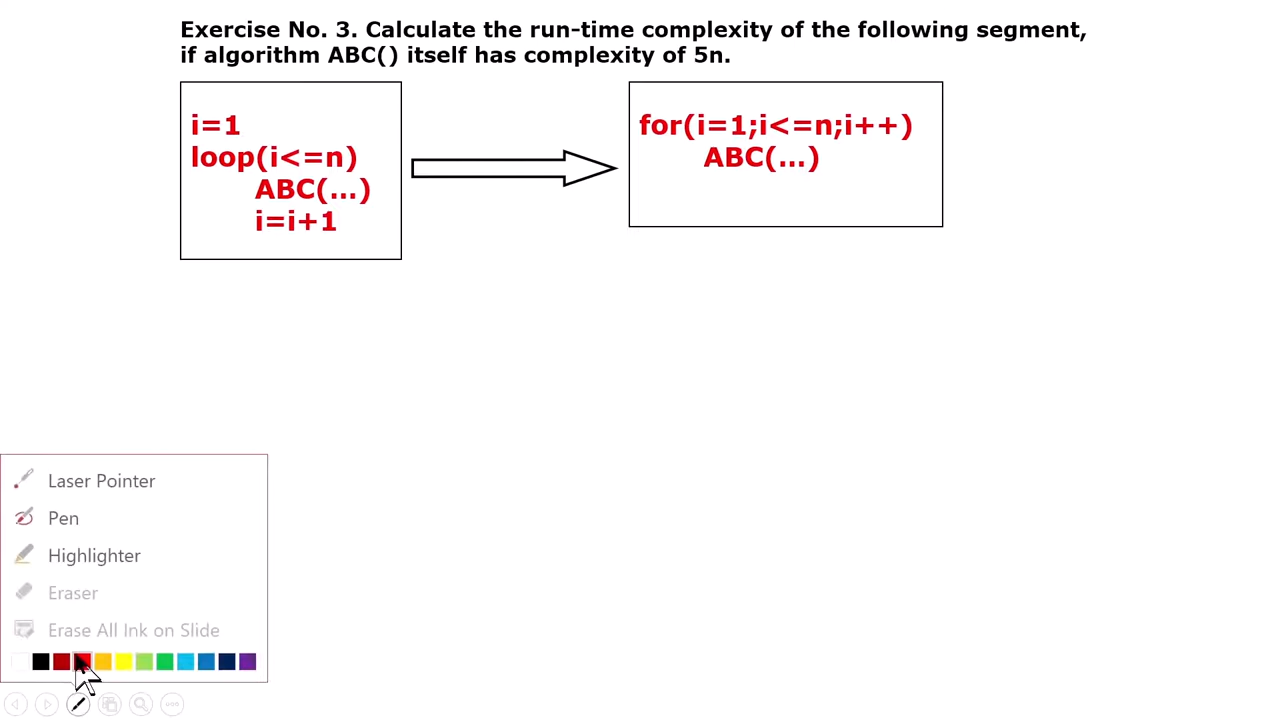 Exercise No. 3. Calculate the run-time complexity of the following segment,
if algorithm ABC() itself has complexity of 5n.
i=1
loop(i<=n)
ABC(...)
i=i+1
for(i=1;i<=n;i++)
ABC(...)
Laser Pointer
Pen
Highlighter
Eraser
Erase All Ink on Slide